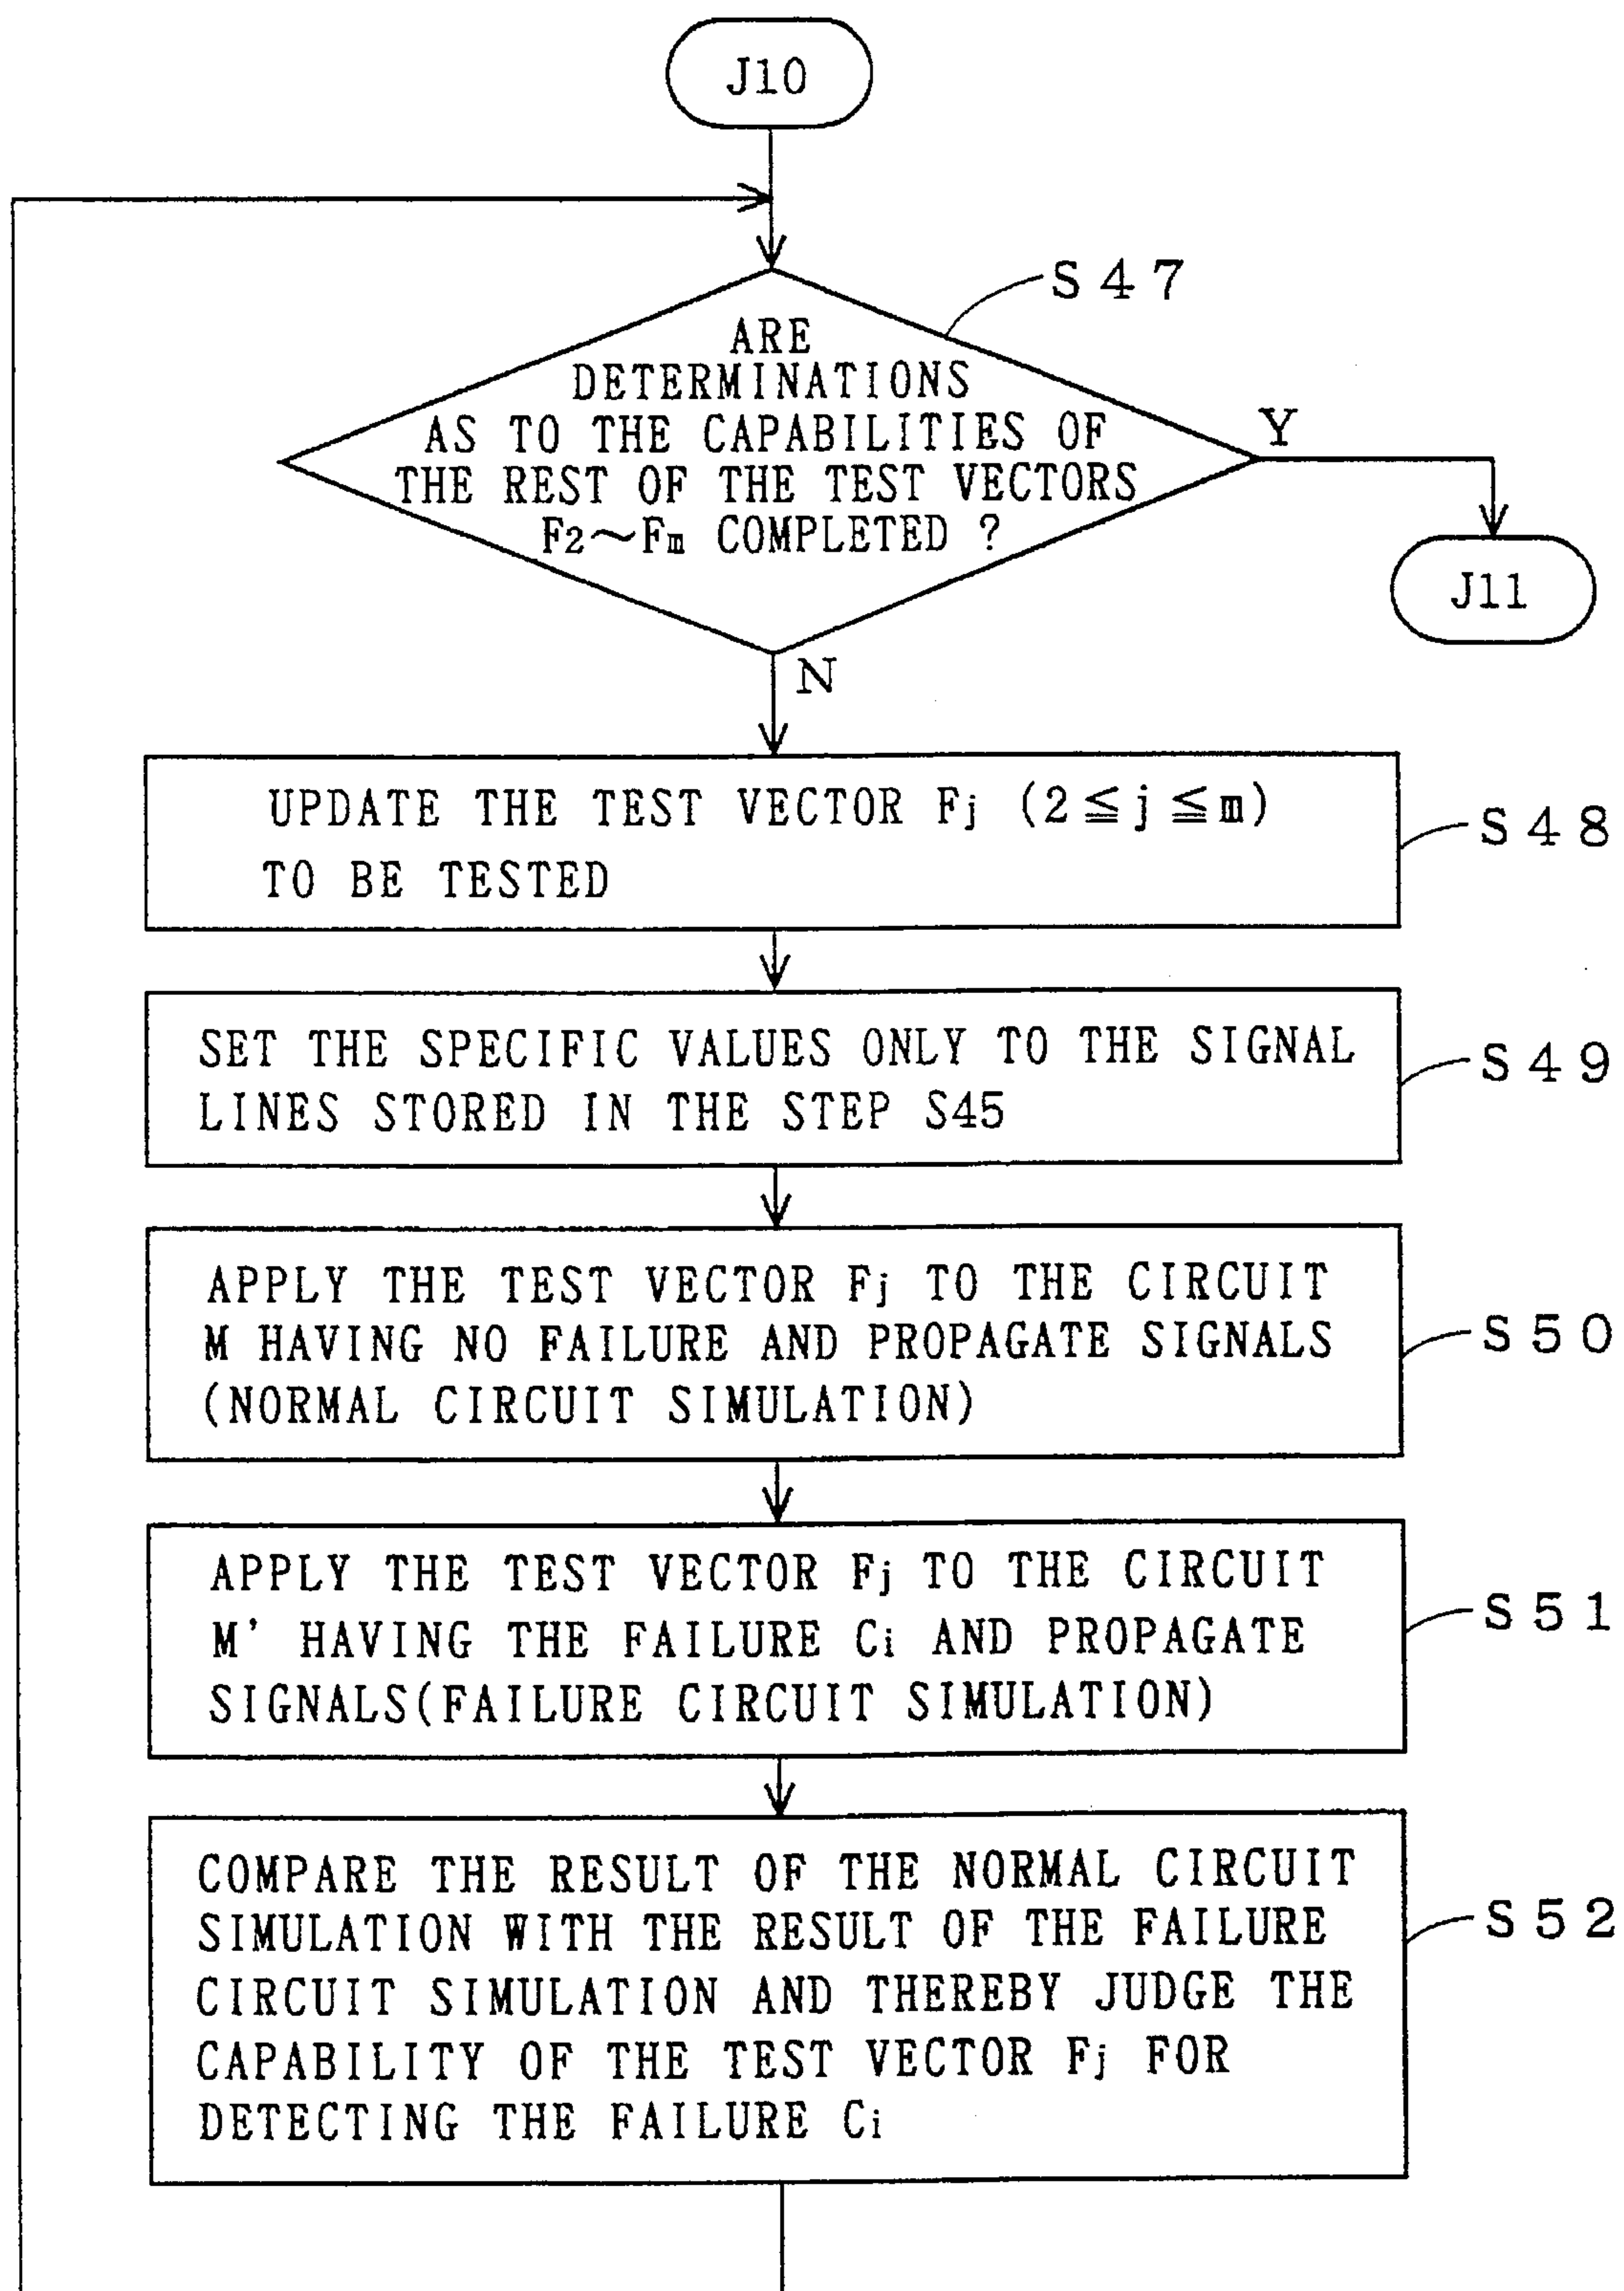 J10
S47
ARE
DETERMINATIONS
AS TO THE CAPABILITIES OF
THE REST OF THE TEST VECTORS
F2~Fm COMPLETED ?
Y
J11
N
UPDATE THE TEST VECTOR Fj (2≦j≦m)
TO BE TESTED
S48
SET THE SPECIFIC VALUES ONLY TO THE SIGNAL
LINES STORED IN THE STEP S45
S49
APPLY THE TEST VECTOR Fj TO THE CIRCUIT
M HAVING NO FAILURE AND PROPAGATE SIGNALS
(NORMAL CIRCUIT SIMULATION)
S50
APPLY THE TEST VECTOR Fj TO THE CIRCUIT
M' HAVING THE FAILURE Ci AND PROPAGATE
SIGNALS(FAILURE CIRCUIT SIMULATION)
S51
COMPARE THE RESULT OF THE NORMAL CIRCUIT
SIMULATION WITH THE RESULT OF THE FAILURE
CIRCUIT SIMULATION AND THEREBY JUDGE THE
CAPABILITY OF THE TEST VECTOR Fj FOR
DETECTING THE FAILURE Ci
S52